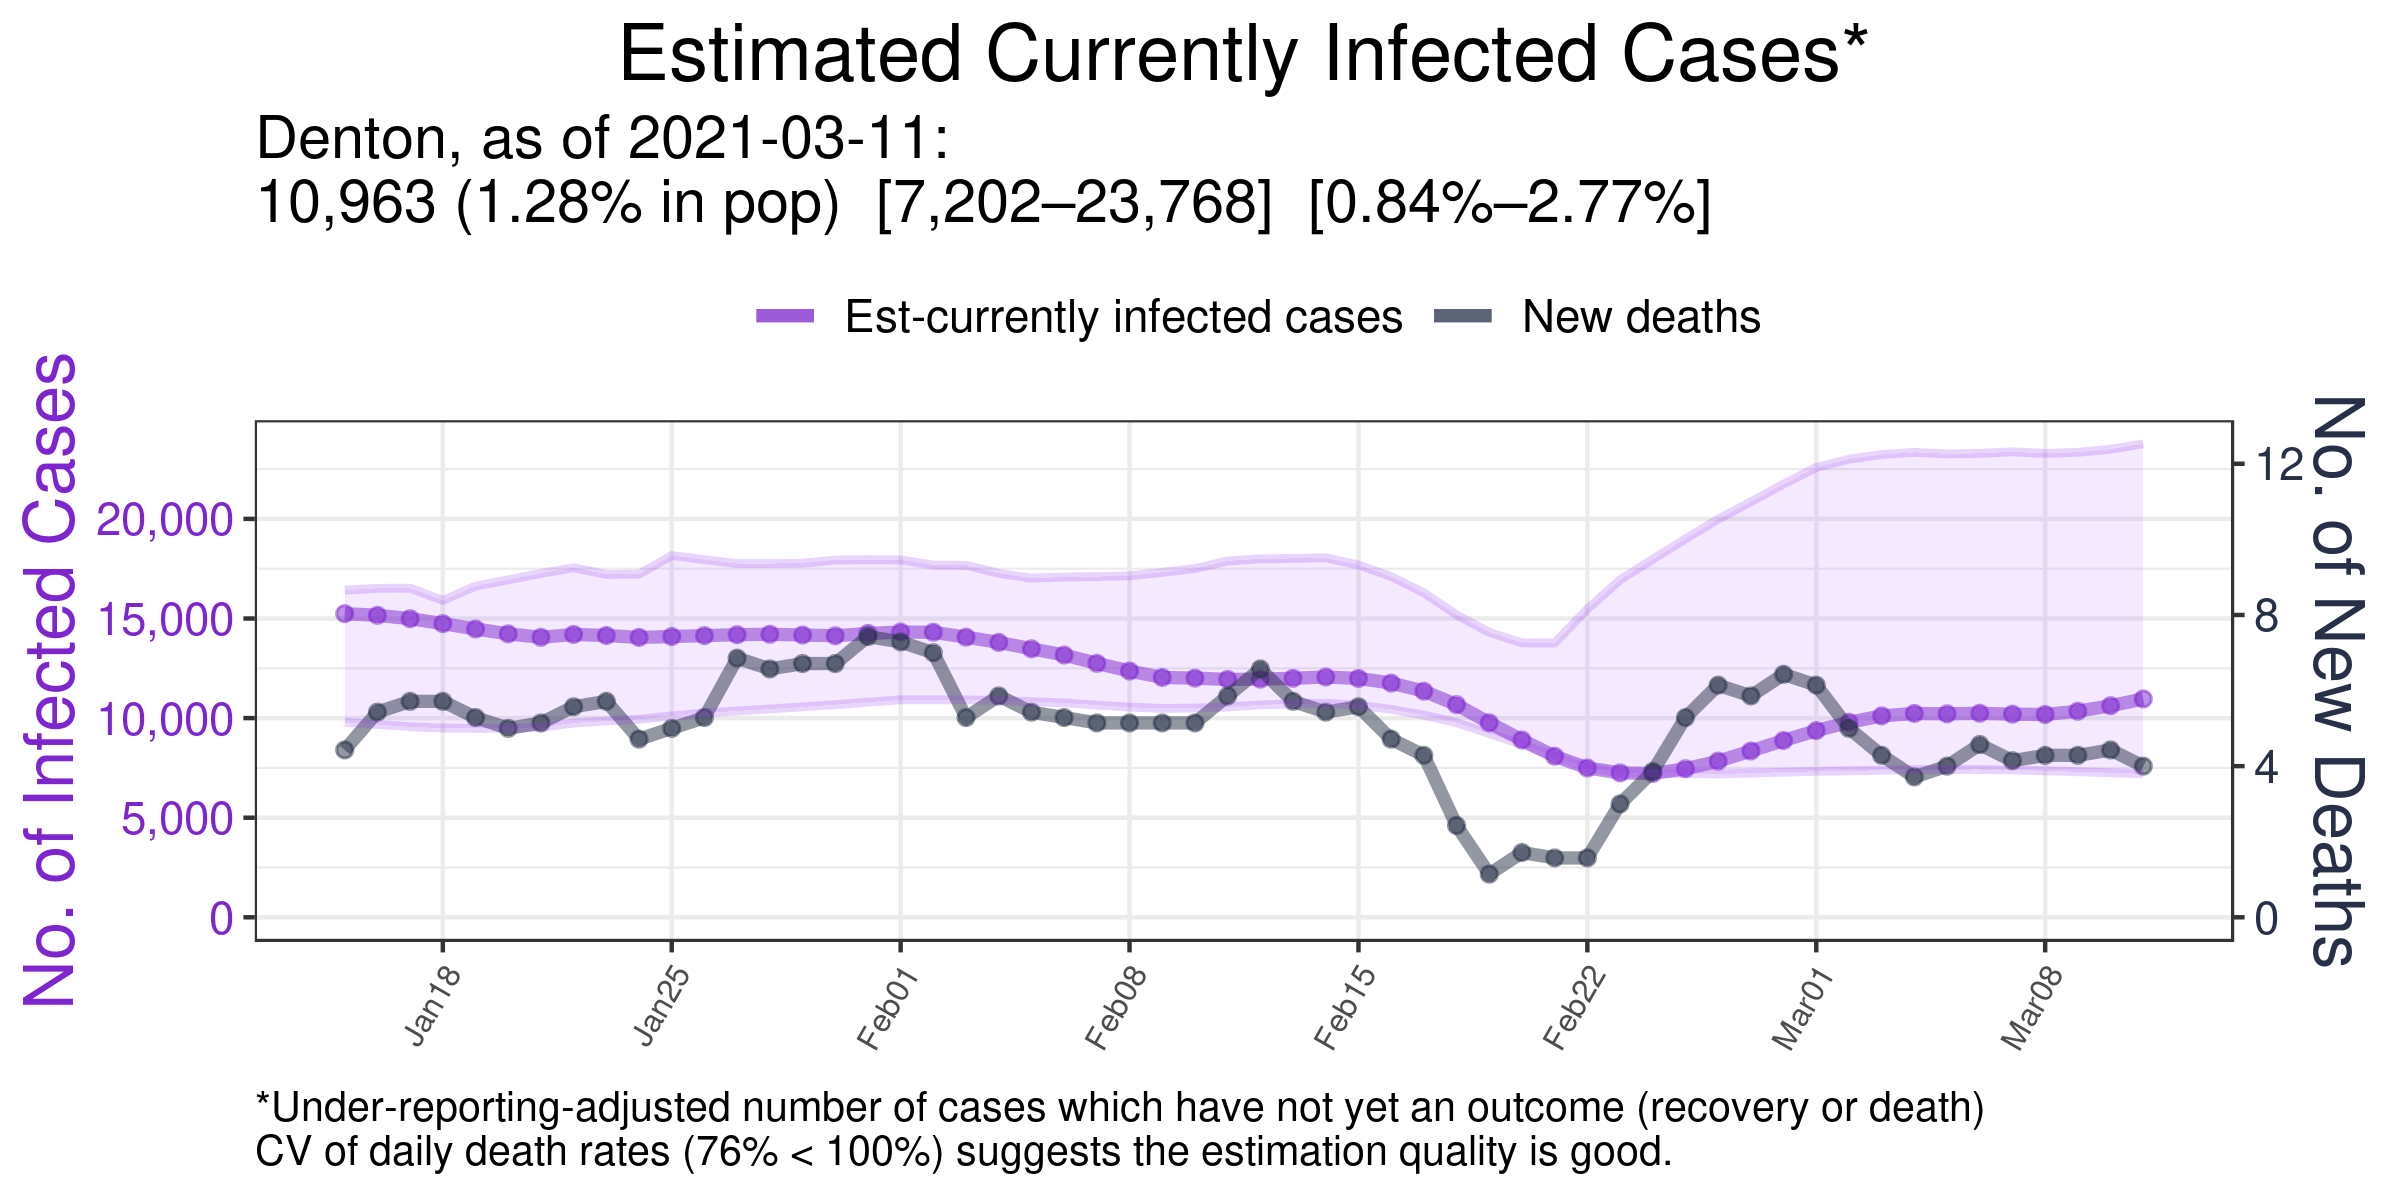 Estimated Currently Infected Cases*
Denton, as of 2021-03-11:
10,963 (1.28% in pop)  [7,202–23,768]  [0.84%–2.77%]
Est-currently infected cases
New deaths
No. of Infected Cases
20,000
15,000
10,000
5,000
0
12
8
4
0
No. of New Deaths
Jan18
Jan25
Feb01
Feb08
Feb15
Feb22
Mar01
Mar08
*Under-reporting-adjusted number of cases which have not yet an outcome (recovery or death)
CV of daily death rates (76% < 100%) suggests the estimation quality is good.